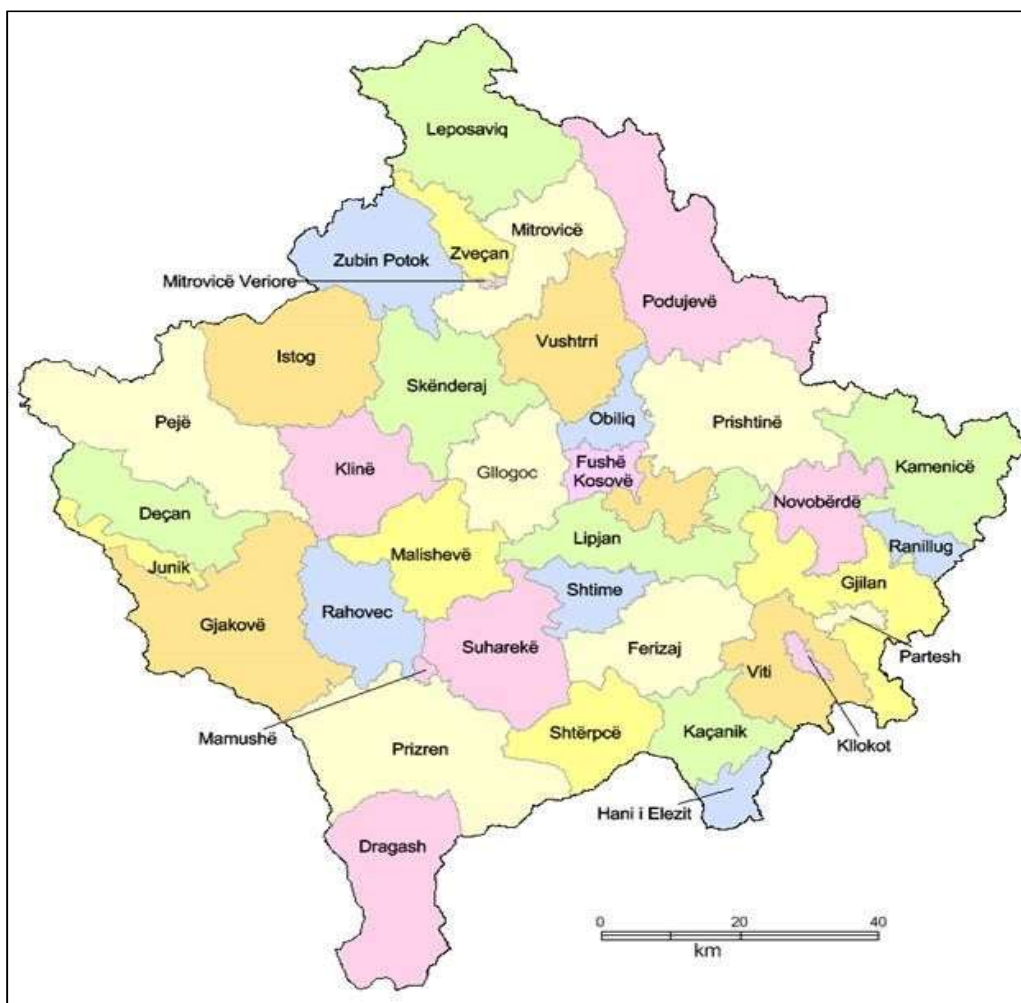 Leposaviq
Mitrovicë
Zveçan
Zubin Potok
Mitrovicë Veriore
Podujevë
Vushtrri
Istog
Skënderaj
Obiliq
Prishtinë
Pejë
Fushë
Kosovë
Kamenicë
Klinë
Gllogoc
Novobërdë
Deçan
Lipjan
Ranillug
Malishevë
Junik
Shtime
Gjilan
Rahovec
Gjakovë
Suharekë
Ferizaj
Partesh
Viti
Mamushë
Prizren
Shtërpcë
Kaçanik
Kllokot
Hani i Elezit
Dragash
0 20 40
km